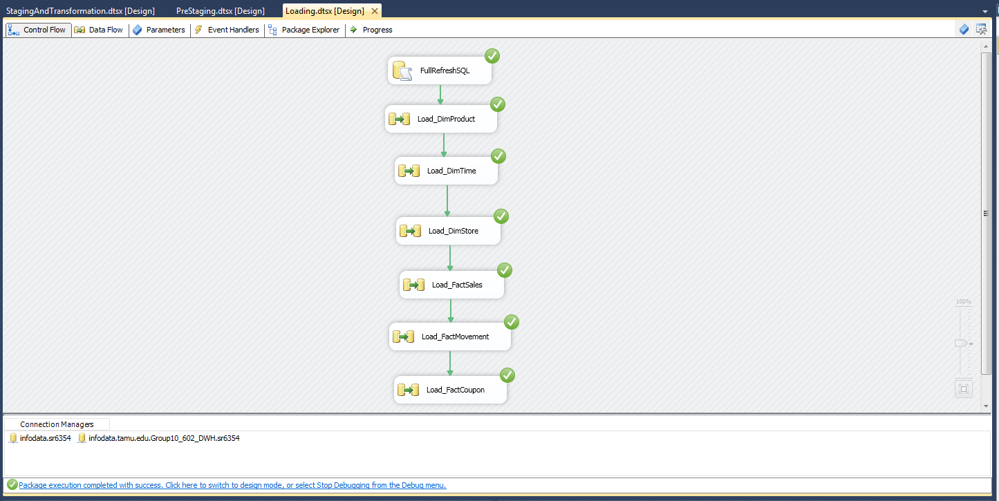 StagingAndTransformation.dtsx [Design] PreStaging.dtsx [Design] Loading.dtsx [Design]
Control Flow Data Flow Parameters Event Handlers Package Explorer Progress
FullRefreshSQL
Load_DimProduct
Load_DimTime
Load_DimStore
Load_FactSales
100%
Load_FactMovement
Load_FactCoupon
Connection Managers
infodata.sr6354 infodata.tamu.edu.Group10_602_DWH.sr6354
Package execution completed with success. Click here to switch to design mode, or select Stop Debugging from the Debug menu.